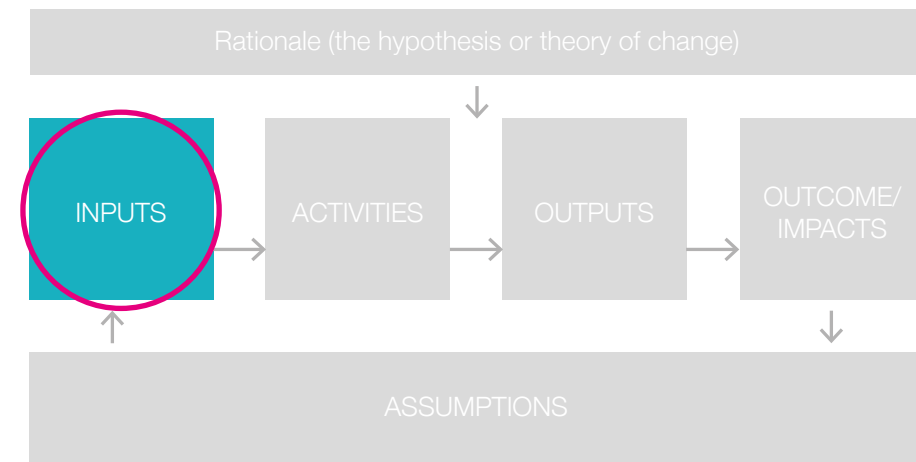 Rationale (the hypothesis or theory of change)
INPUTS
ACTIVITIES
OUTPUTS
OUTCOME/
IMPACTS
ASSUMPTIONS